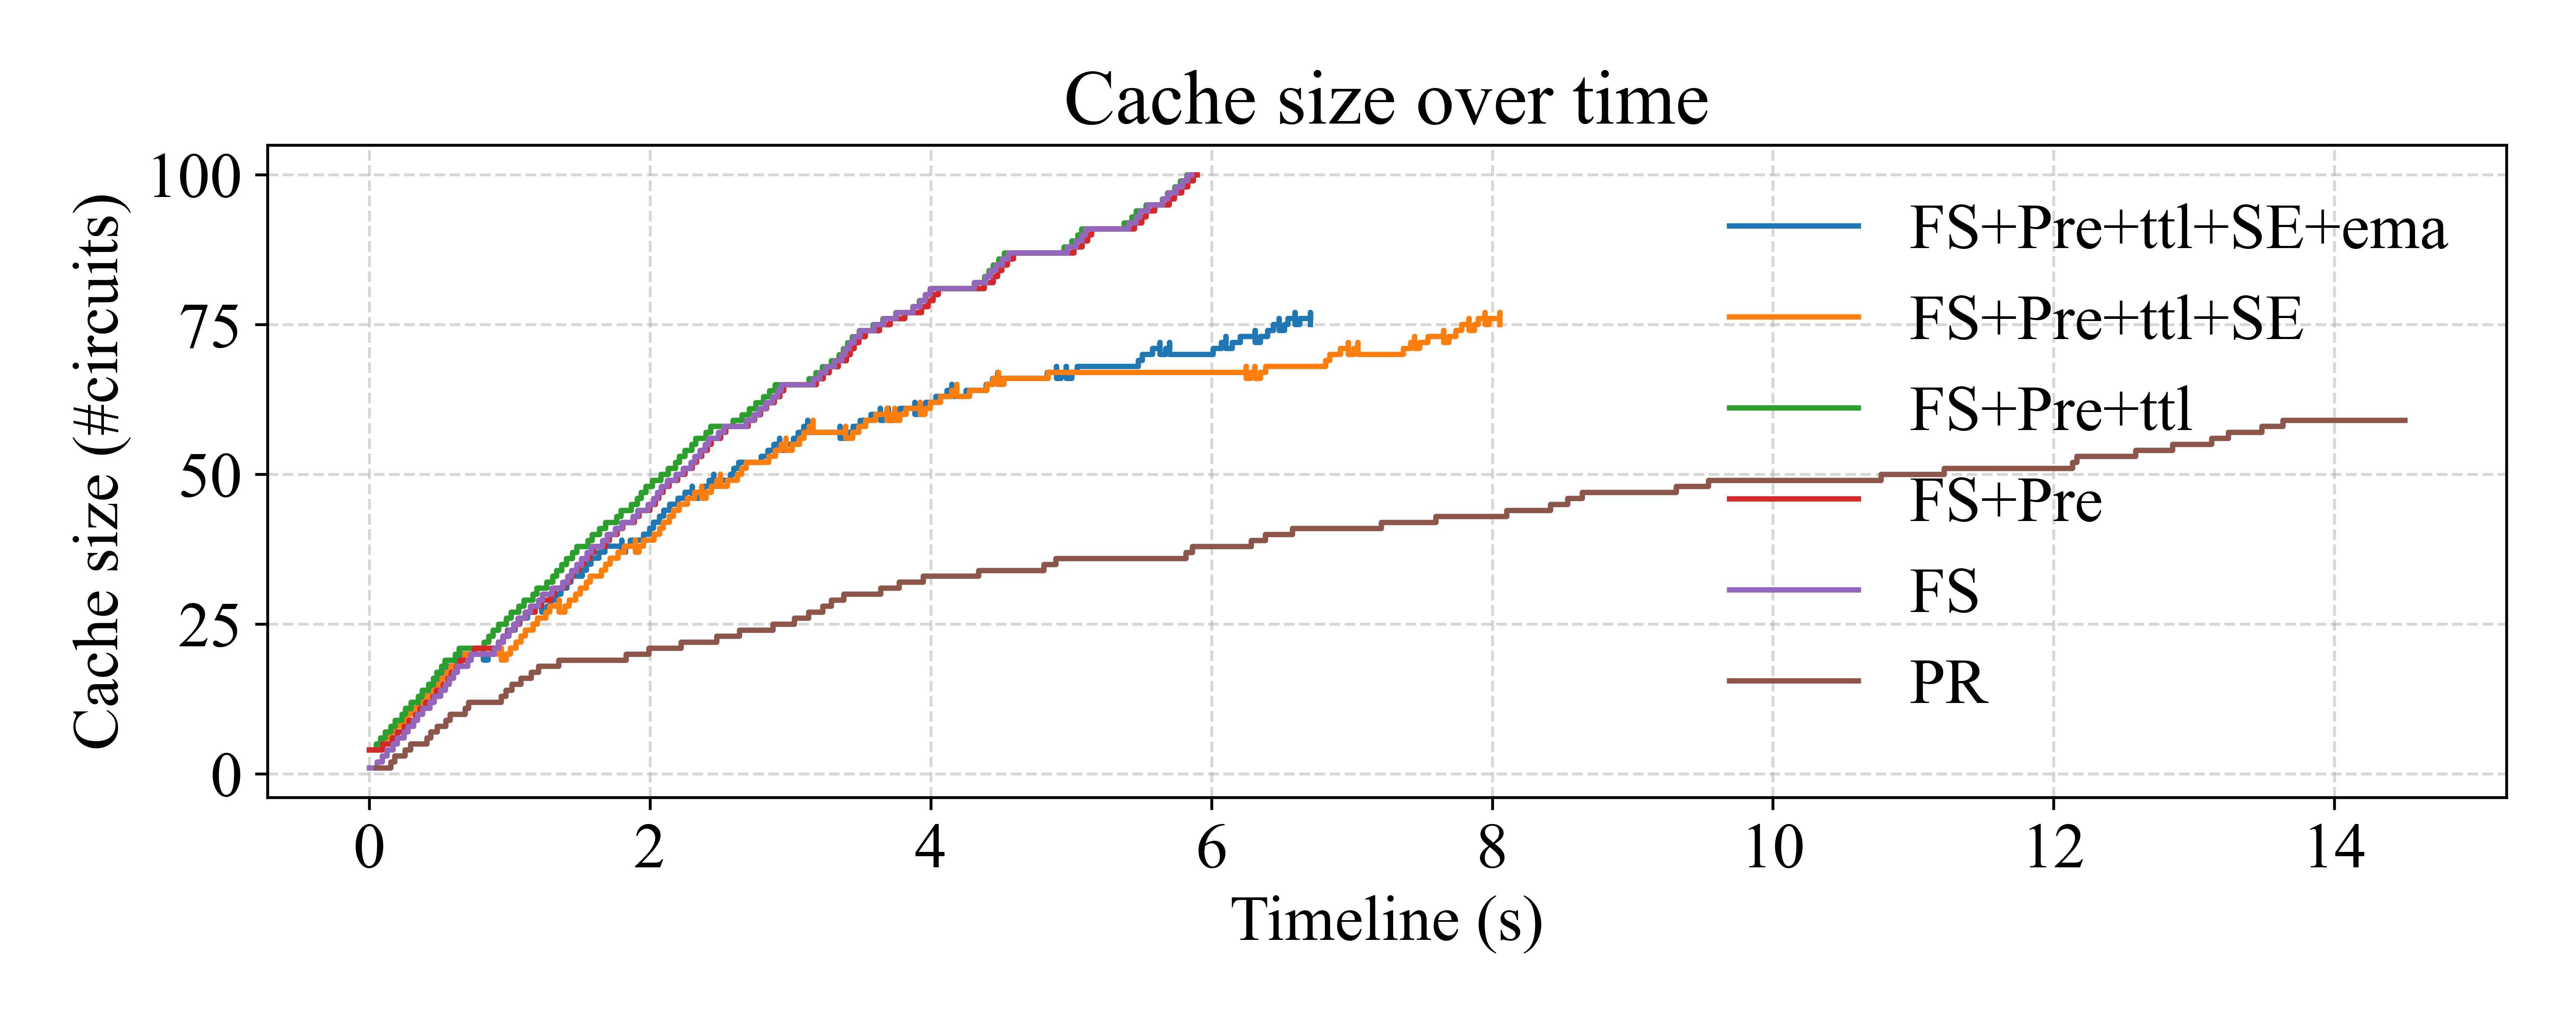 Cache size over time
Cache size (#circuits)
100
75
50
25
0
FS+Pre+ttl+SE+ema
FS+Pre+ttl+SE
FS+Pre+ttl
FS+Pre
FS
PR
0 2 4 6 8 10 12 14
Timeline (s)